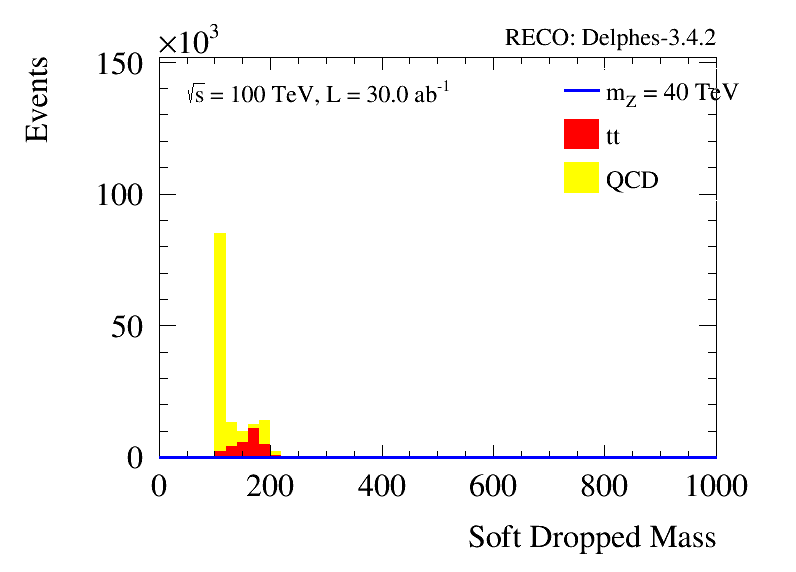 ×10³
RECO: Delphes-3.4.2
Events
√s = 100 TeV, L = 30.0 ab⁻¹
m_Z = 40 TeV
tt
QCD
150
100
50
0
0 200 400 600 800 1000
Soft Dropped Mass